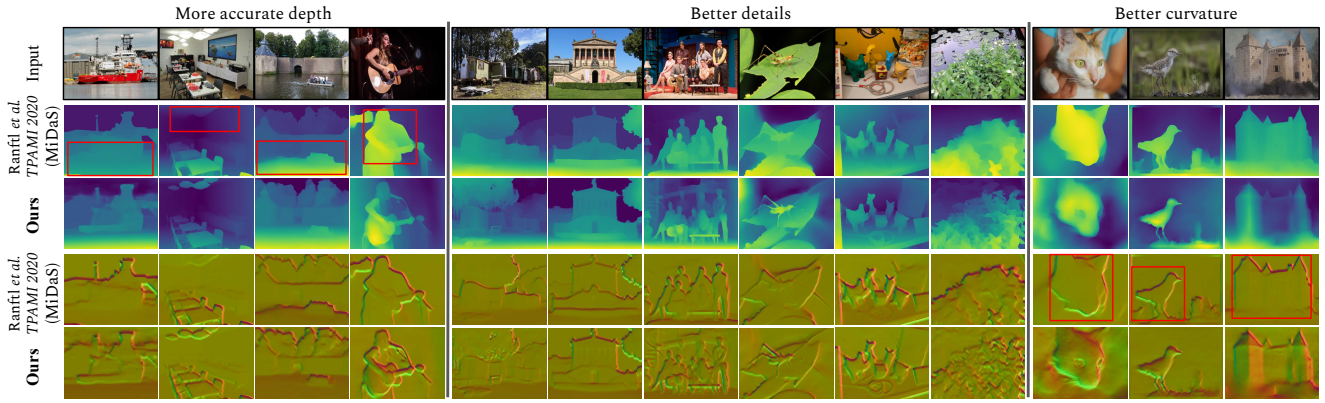 More accurate depth
Better details
Better curvature
Input
Ranftl et al.
TPAMI 2020
(MiDaS)
Ours
Ranftl et al.
TPAMI 2020
(MiDaS)
Ours